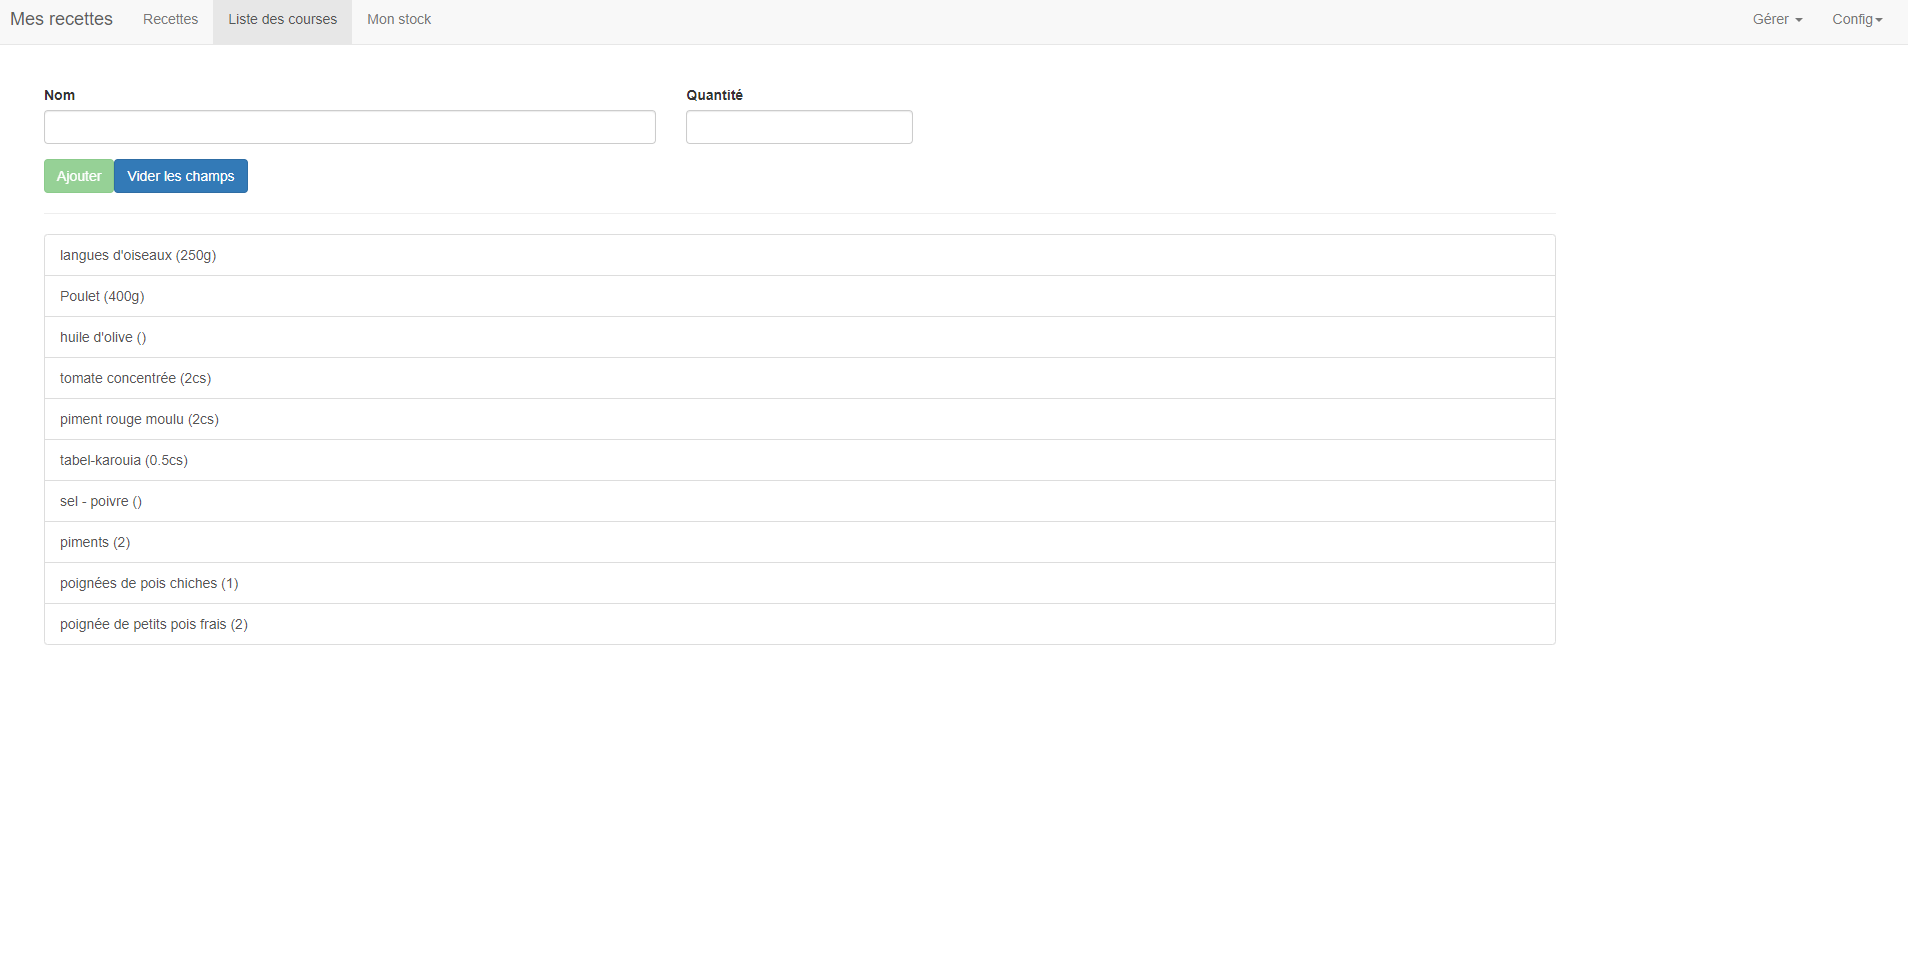 Mes recettes Recettes Liste des courses Mon stock Gérer Config
Nom Quantité
Ajouter Vider les champs
langues d'oiseaux (250g)
Poulet (400g)
huile d'olive ()
tomate concentrée (2cs)
piment rouge moulu (2cs)
tabel-karouia (0.5cs)
sel - poivre ()
piments (2)
poignées de pois chiches (1)
poignée de petits pois frais (2)